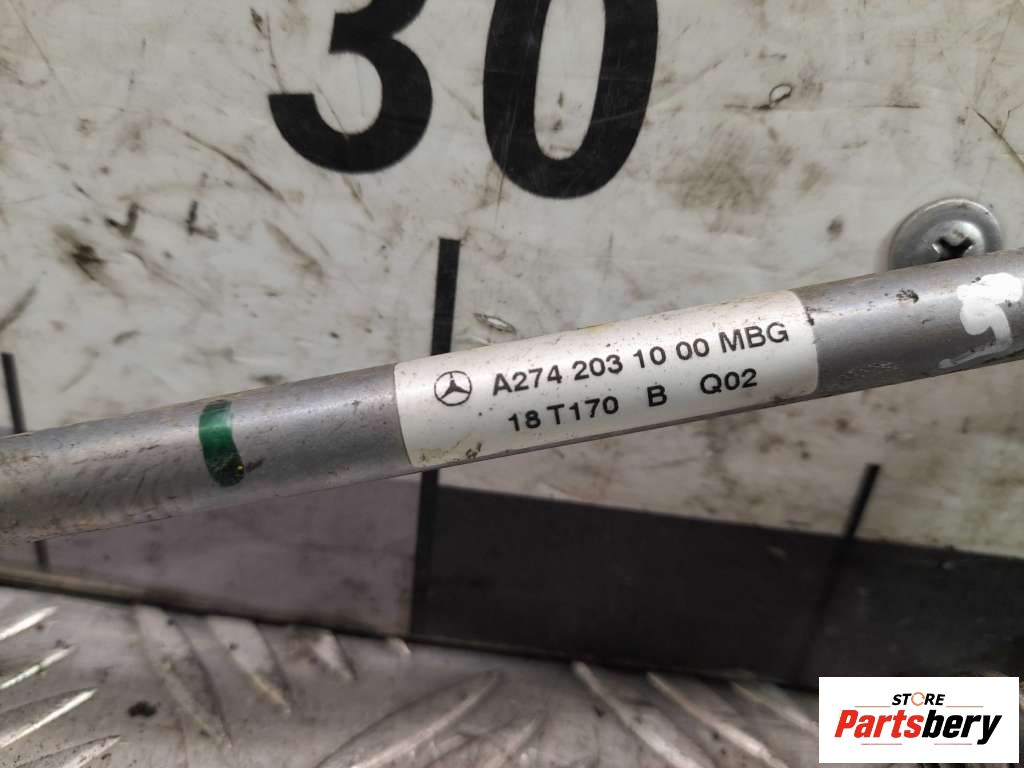 30
A274 203 10 00 MBG
18 T170 B Q02
STORE
Partsbery